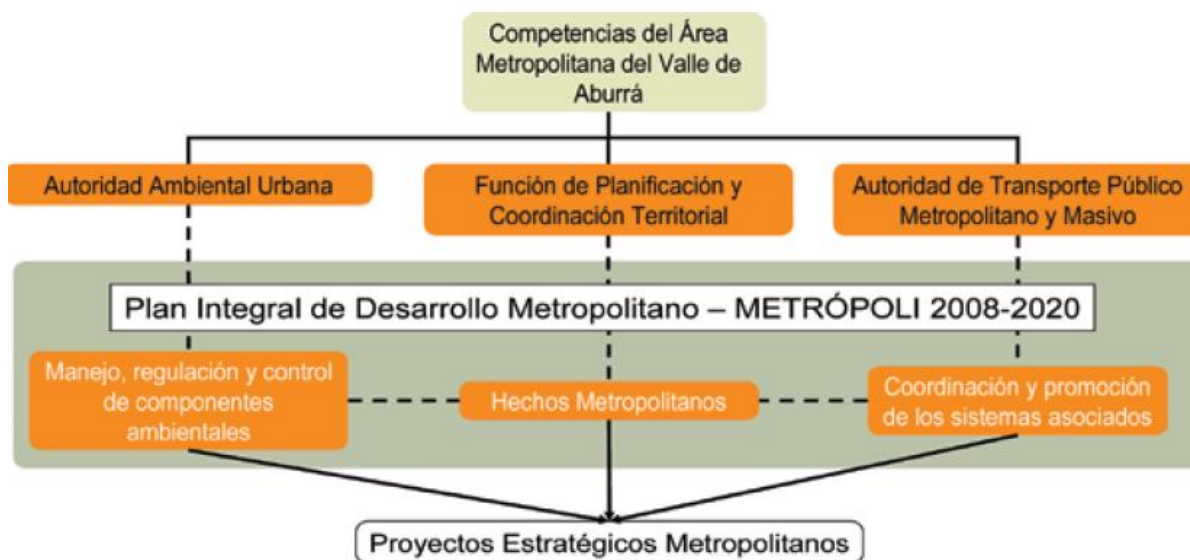 Competencias del Área
Metropolitana del Valle de
Aburrá
Autoridad Ambiental Urbana
Función de Planificación y
Coordinación Territorial
Autoridad de Transporte Público
Metropolitano y Masivo
Plan Integral de Desarrollo Metropolitano – METRÓPOLI 2008-2020
Manejo, regulación y control
de componentes
ambientales
Hechos Metropolitanos
Coordinación y promoción
de los sistemas asociados
Proyectos Estratégicos Metropolitanos